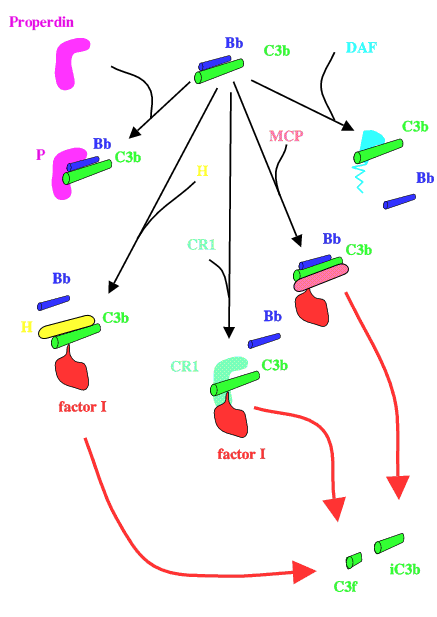 Properdin
Bb
C3b
DAF
P
Bb
C3b
MCP
C3b
Bb
H
CR1
Bb
C3b
Bb
H
C3b
Bb
CR1
C3b
factor I
factor I
C3f
iC3b